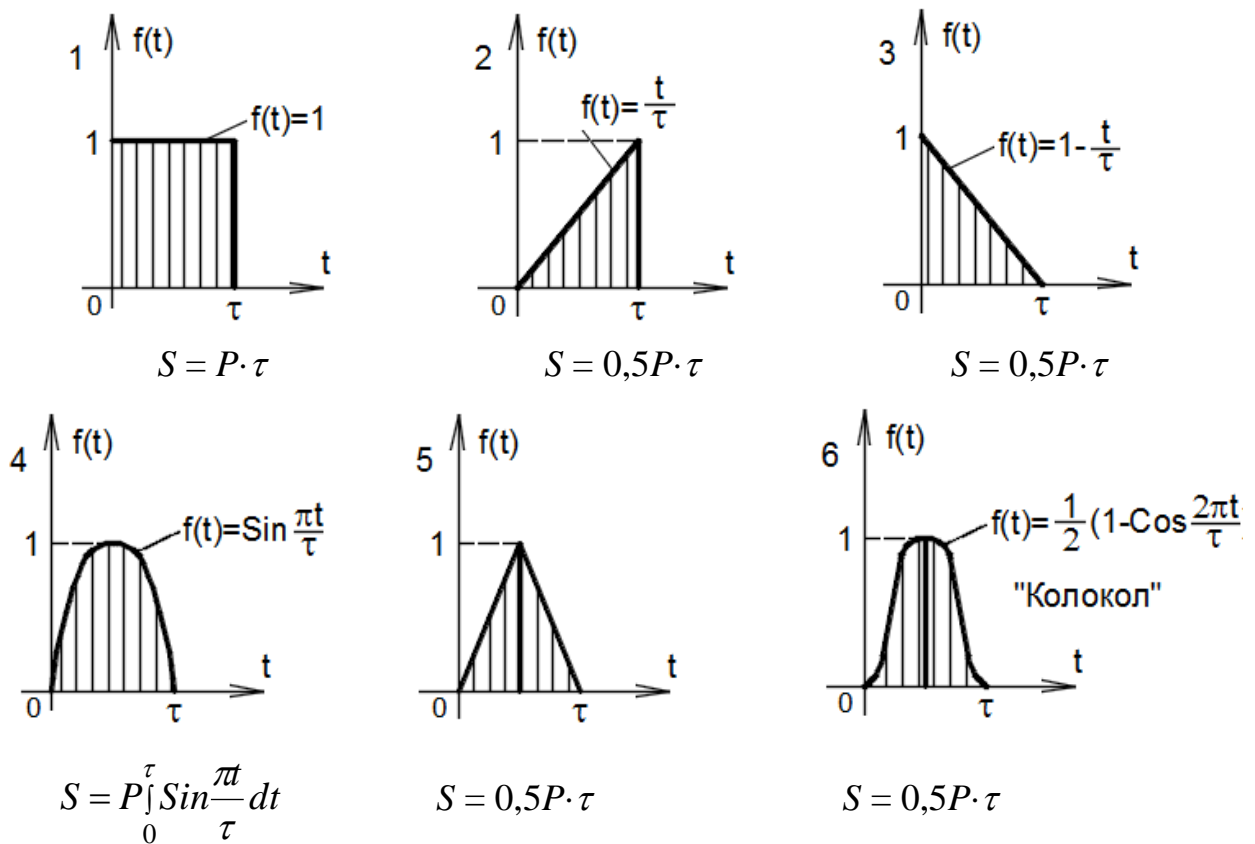 1 f(t)
1
f(t)=1
0 τ t
S = P·τ
2 f(t)
f(t)=t/τ
1
0 τ t
S = 0,5P·τ
3 f(t)
1
f(t)=1-t/τ
0 τ t
S = 0,5P·τ
4 f(t)
1
f(t)=Sin πt/τ
0 τ t
S = P∫₀^τ Sin πt/τ dt
5 f(t)
1
0 τ t
S = 0,5P·τ
6 f(t)
1
f(t)=1/2(1-Cos 2πt/τ
"Колокол"
0 τ t
S = 0,5P·τ